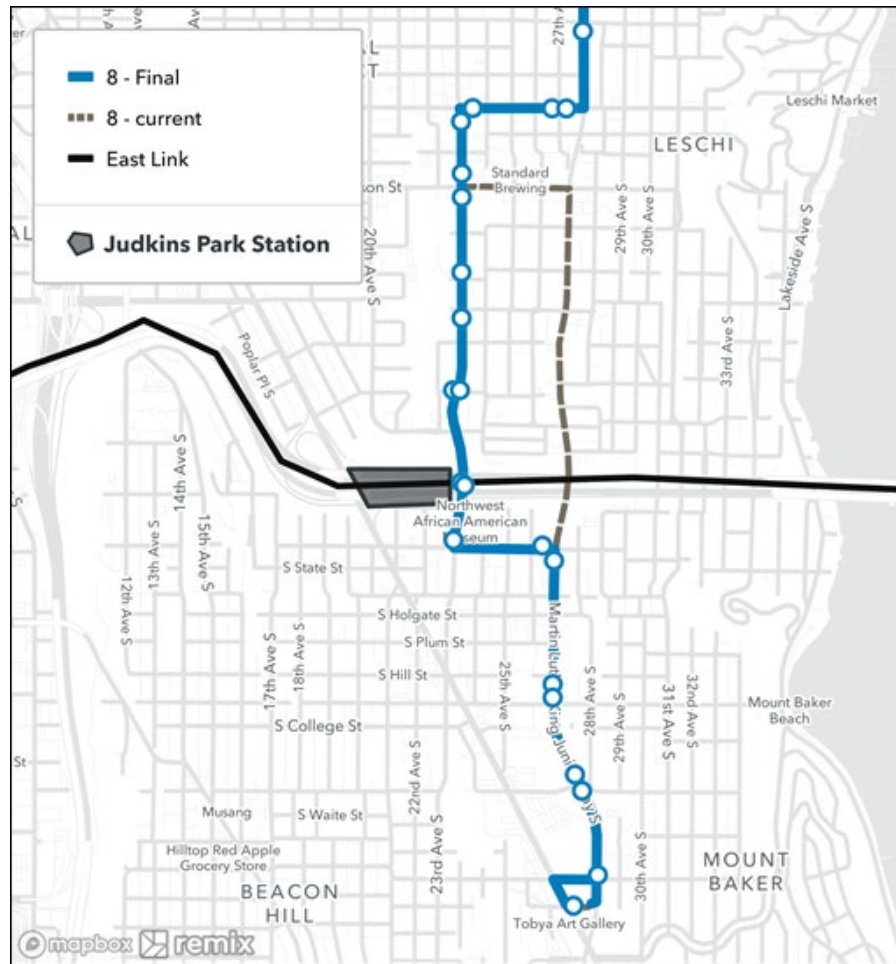 8 - Final
8 - current
East Link
Judkins Park Station
27th Ave S
Leschi Market
LESCHI
Standard
Brewing
son St
29th Ave S
30th Ave S
20th Ave S
Lakeside Ave S
33rd Ave S
Poplar Pl S
14th Ave S
15th Ave S
13th Ave S
12th Ave S
Northwest
African American
S State St
S Holgate St
S Plum St
S Hill St
17th Ave S
18th Ave S
25th Ave S
28th Ave S
29th Ave S
31st Ave S
32nd Ave S
Mount Baker
Beach
S College St
St
22nd Ave S
Musang
S Waite St
23rd Ave S
Hilltop Red Apple
Grocery Store
30th Ave S
MOUNT
BAKER
BEACON
HILL
Tobya Art Gallery
mapbox
remix